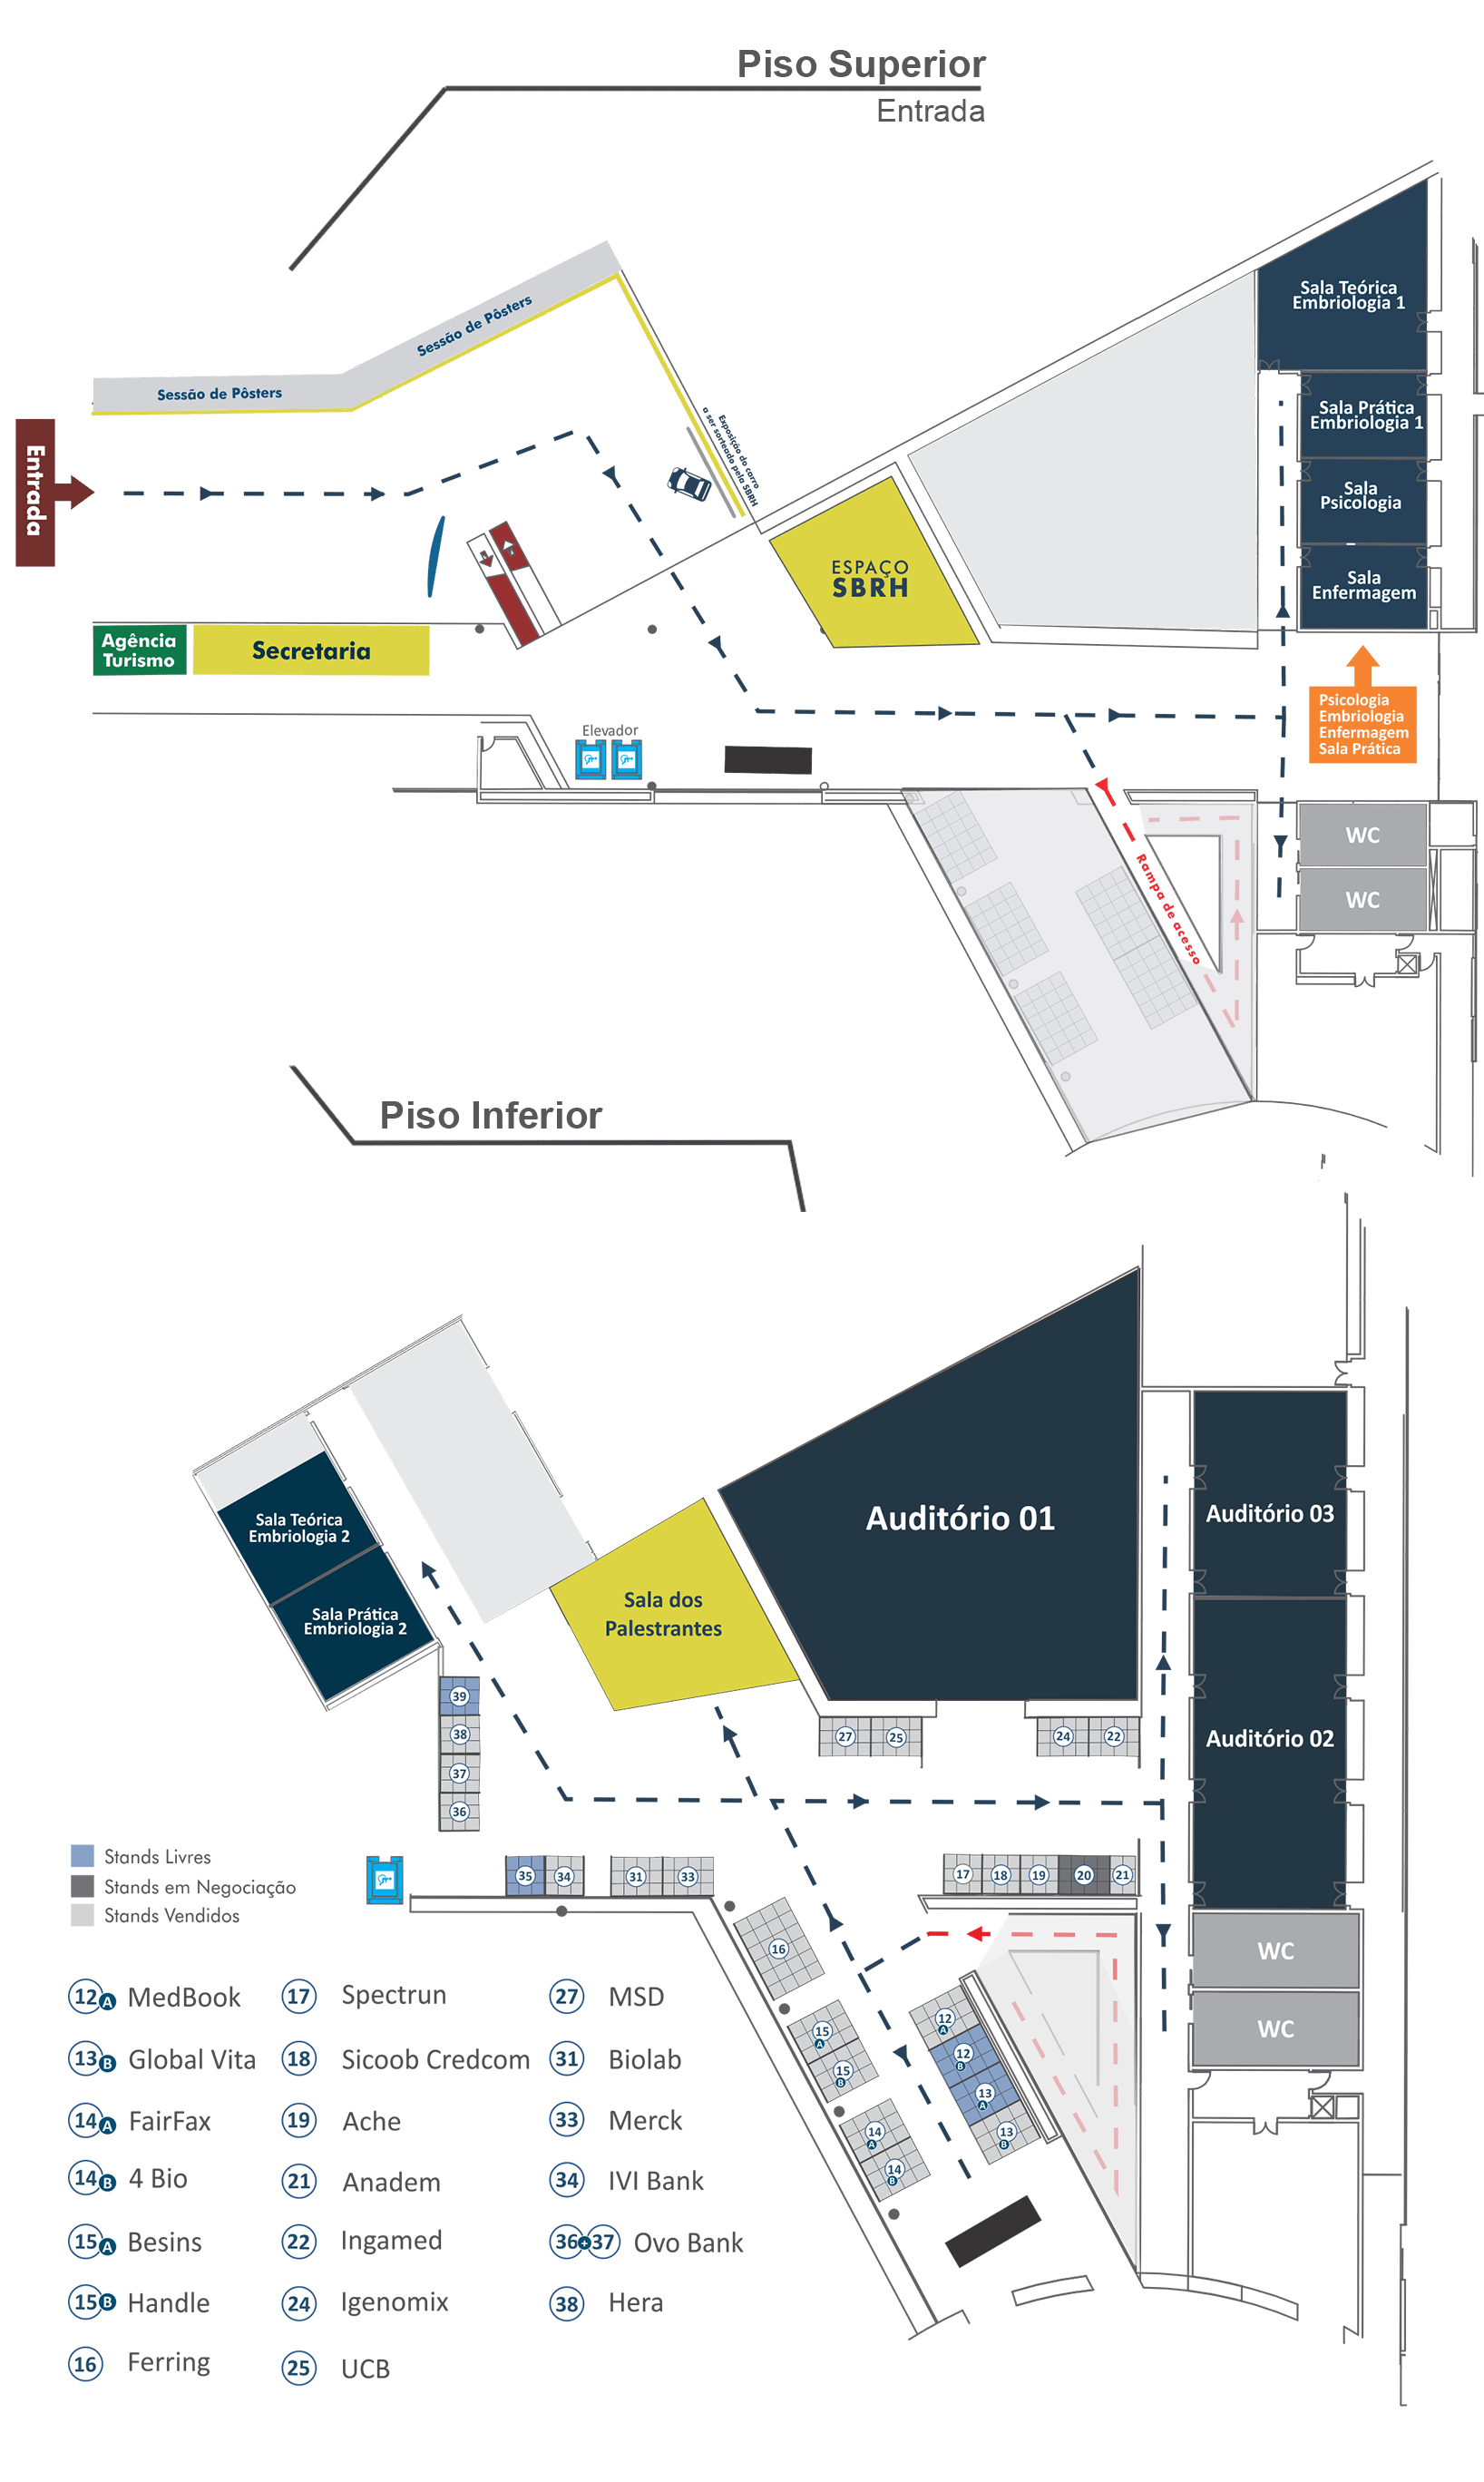 Piso Superior
Entrada
Sessão de Pôsters
Sessão de Pôsters
Entrada
Exposição do carro
a ser sorteado pela SBRH
ESPAÇO
SBRH
Sala Teórica
Embriologia 1
Sala Prática
Embriologia 1
Sala
Psicologia
Sala
Enfermagem
Agência
Turismo
Secretaria
Elevador
Psicologia
Embriologia
Enfermagem
Sala Prática
WC
WC
Rampa de acesso
Piso Inferior
Auditório 01
Auditório 03
Auditório 02
Sala Teórica
Embriologia 2
Sala Prática
Embriologia 2
Sala dos
Palestrantes
39
38
37
36
27
25
24
22
35
34
31
33
17
18
19
20
21
16
15
A
15
B
14
A
14
B
12
A
12
B
13
A
13
B
WC
WC
Stands Livres
Stands em Negociação
Stands Vendidos
12 A MedBook
13 B Global Vita
14 A FairFax
14 B 4 Bio
15 A Besins
15 B Handle
16 Ferring
17 Spectrun
18 Sicoob Credcom
19 Ache
21 Anadem
22 Ingamed
24 Igenomix
25 UCB
27 MSD
31 Biolab
33 Merck
34 IVI Bank
36+37 Ovo Bank
38 Hera